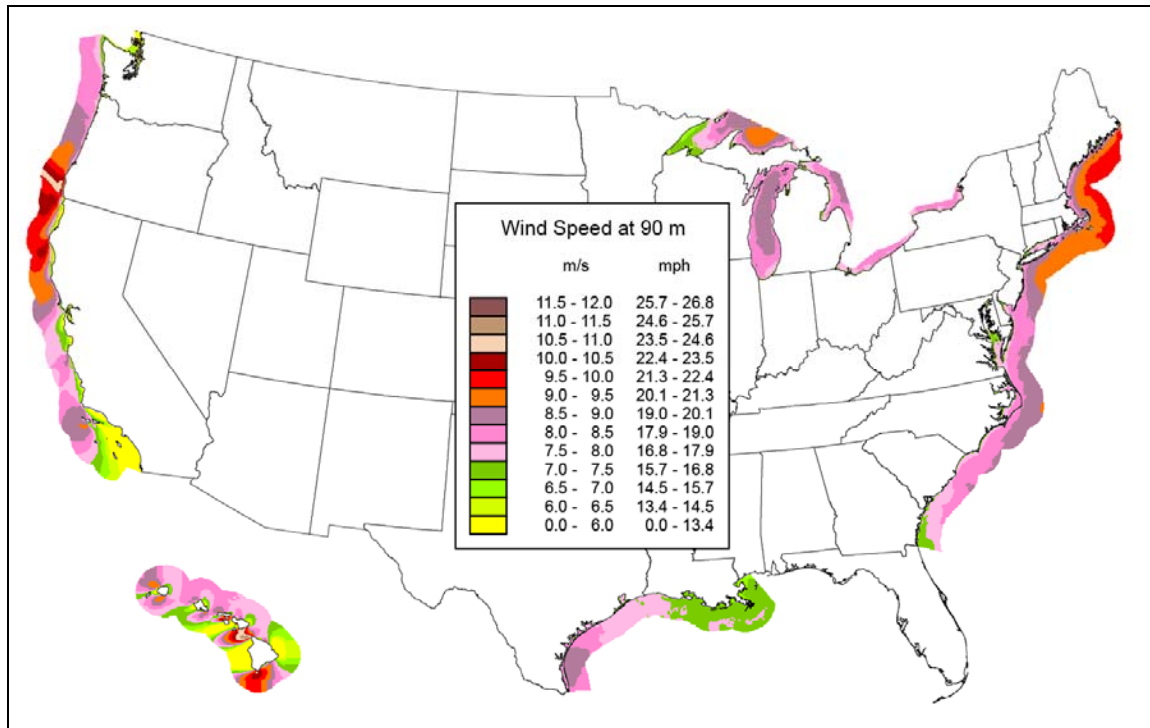 Wind Speed at 90 m
m/s mph
11.5 - 12.0 25.7 - 26.8
11.0 - 11.5 24.6 - 25.7
10.5 - 11.0 23.5 - 24.6
10.0 - 10.5 22.4 - 23.5
9.5 - 10.0 21.3 - 22.4
9.0 - 9.5 20.1 - 21.3
8.5 - 9.0 19.0 - 20.1
8.0 - 8.5 17.9 - 19.0
7.5 - 8.0 16.8 - 17.9
7.0 - 7.5 15.7 - 16.8
6.5 - 7.0 14.5 - 15.7
6.0 - 6.5 13.4 - 14.5
0.0 - 6.0 0.0 - 13.4